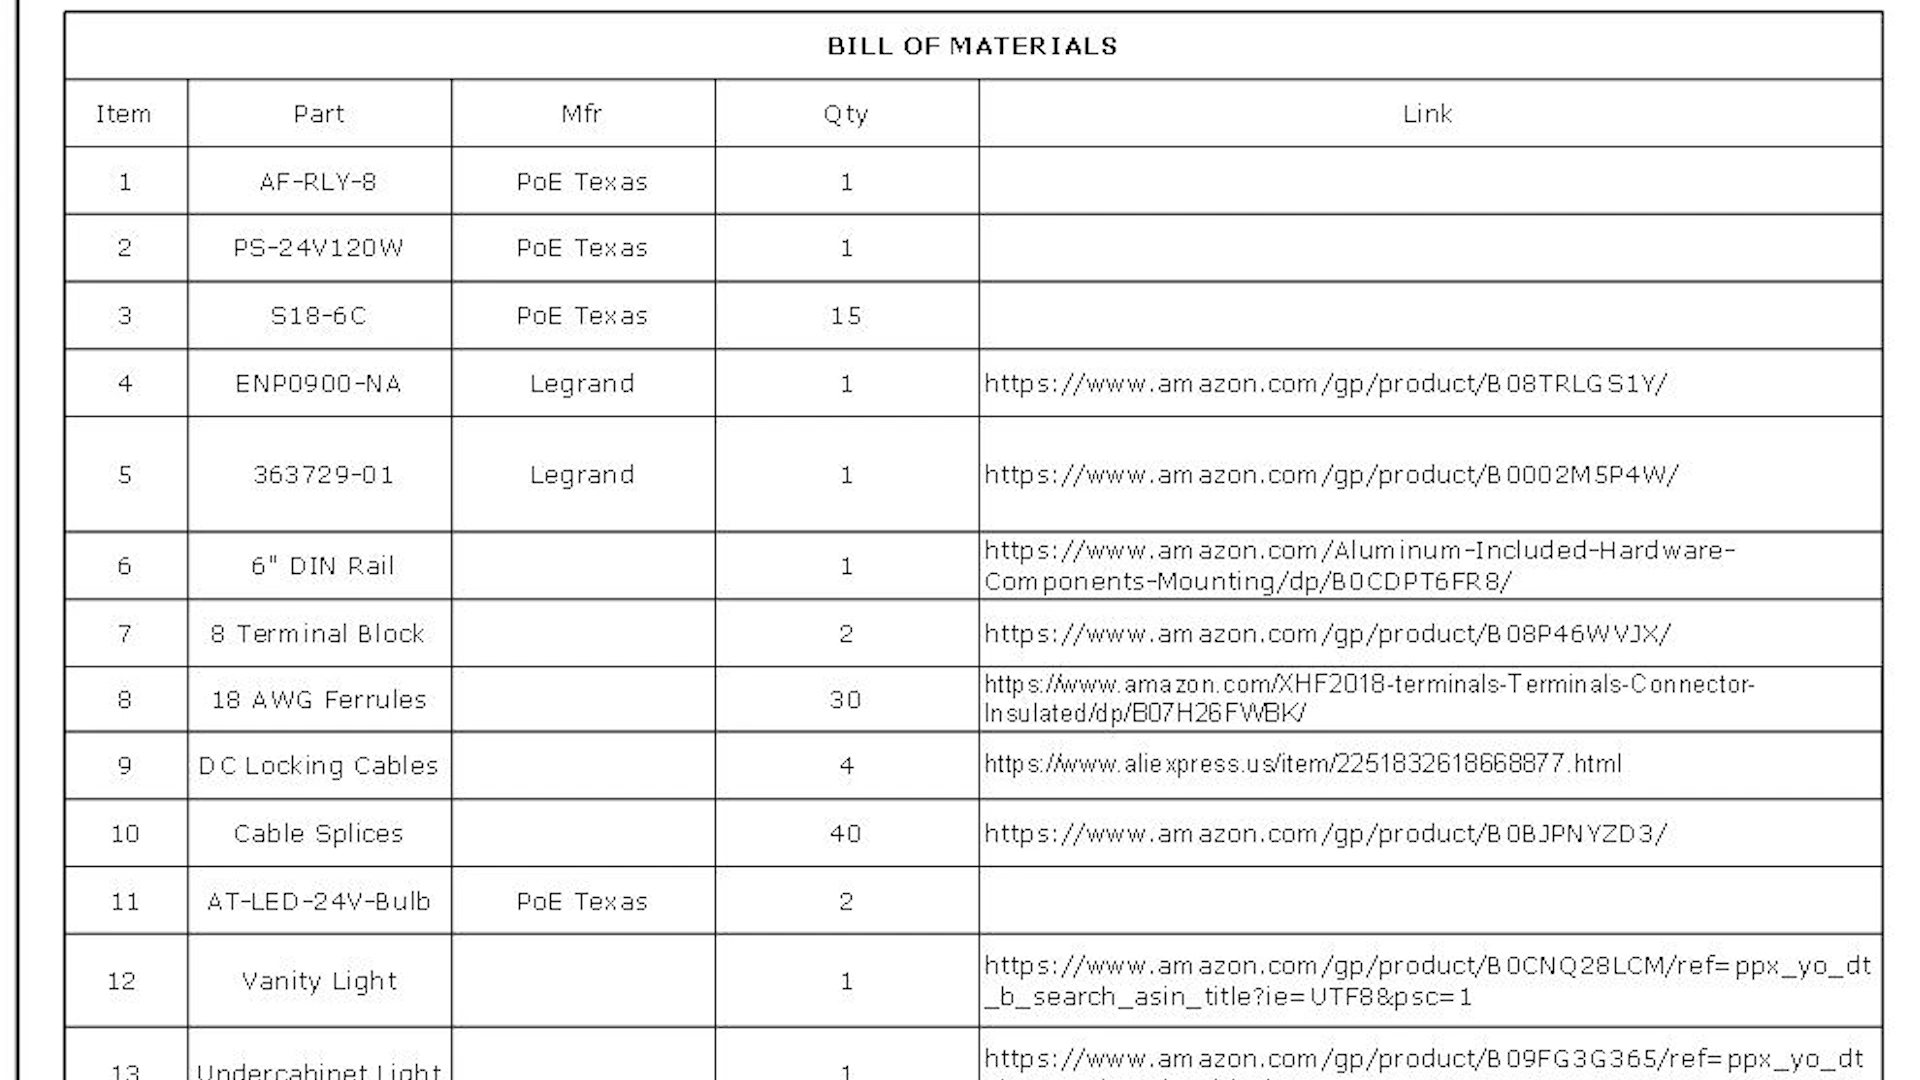 BILL OF MATERIALS
Item Part Mfr Qty Link
1 AF-RLY-8 PoE Texas 1
2 PS-24V120W PoE Texas 1
3 S18-6C PoE Texas 15
4 ENP0900-NA Legrand 1 https://www.amazon.com/gp/product/B08TRLGS1Y/
5 363729-01 Legrand 1 https://www.amazon.com/gp/product/B0002M5P4W/
6 6" DIN Rail 1 https://www.amazon.com/Aluminum-Included-Hardware-
Components-Mounting/dp/B0CDPT6FR8/
7 8 Terminal Block 2 https://www.amazon.com/gp/product/B08P46WVJX/
8 18 AWG Ferrules 30 https://www.amazon.com/XHF2018-terminals-Terminals-Connector-
Insulated/dp/B07H26FWBK/
9 DC Locking Cables 4 https://www.aliexpress.us/item/2251832618668877.html
10 Cable Splices 40 https://www.amazon.com/gp/product/B0BJPNYZD3/
11 AT-LED-24V-Bulb PoE Texas 2
12 Vanity Light 1 https://www.amazon.com/gp/product/B0CNQ28LCM/ref=ppx_yo_dt
_b_search_asin_title?ie=UTF8&psc=1
13 Undercabinet Light 1 https://www.amazon.com/gp/product/B09FG3G365/ref=ppx_yo_dt